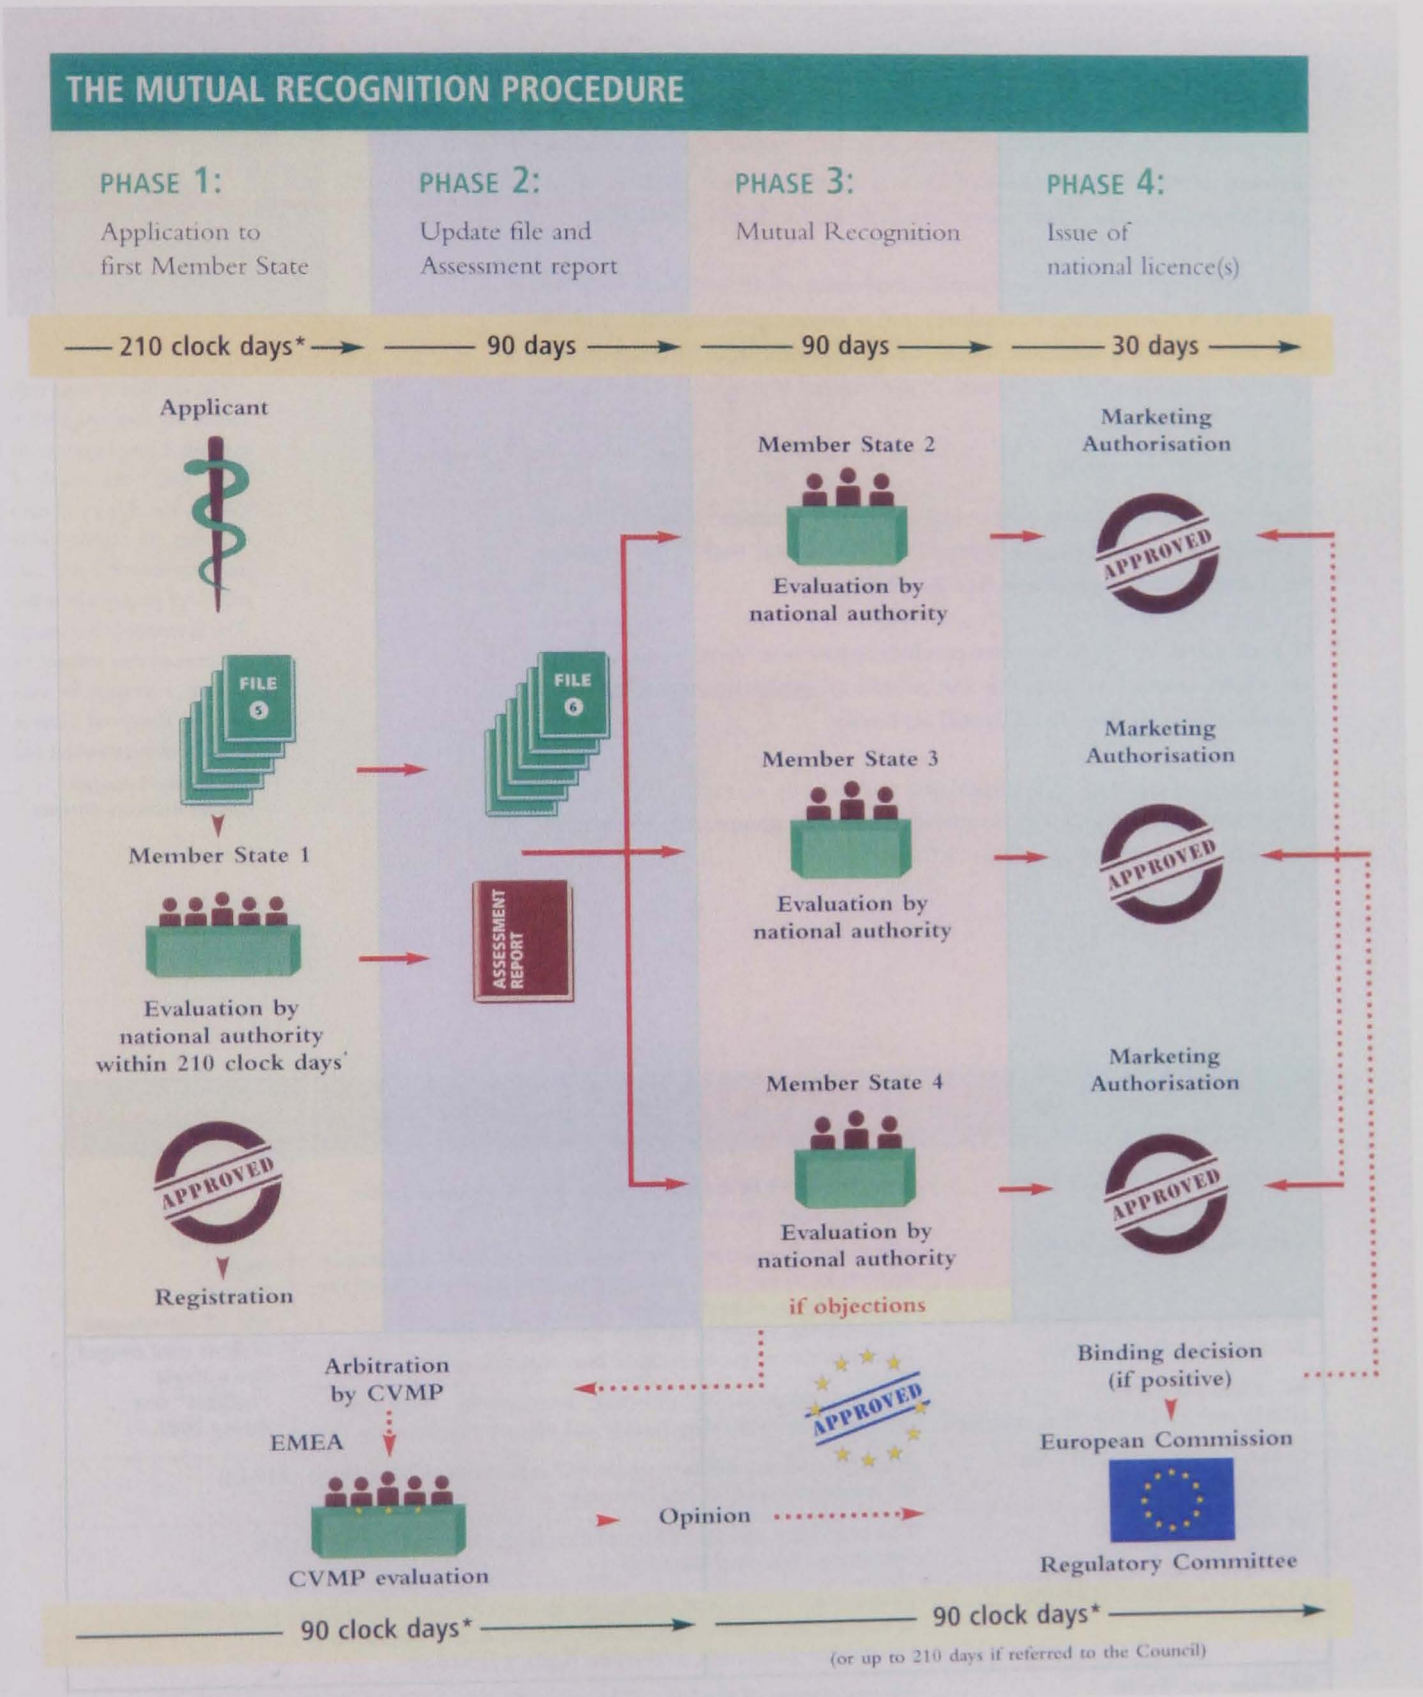 THE MUTUAL RECOGNITION PROCEDURE
PHASE 1:
Application to
first Member State
PHASE 2:
Update file and
Assessment report
PHASE 3:
Mutual Recognition
PHASE 4:
Issue of
national licence(s)
210 clock days*
90 days
90 days
30 days
Applicant
FILE
5
Member State 1
Evaluation by
national authority
within 210 clock days*
APPROVED
Registration
FILE
6
ASSESSMENT
REPORT
Member State 2
Evaluation by
national authority
Member State 3
Evaluation by
national authority
Member State 4
Evaluation by
national authority
if objections
Marketing
Authorisation
APPROVED
Marketing
Authorisation
APPROVED
Marketing
Authorisation
APPROVED
Arbitration
by CVMP
EMEA
CVMP evaluation
APPROVED
Opinion
Binding decision
(if positive)
European Commission
Regulatory Committee
90 clock days*
90 clock days*
(or up to 210 days if referred to the Council)